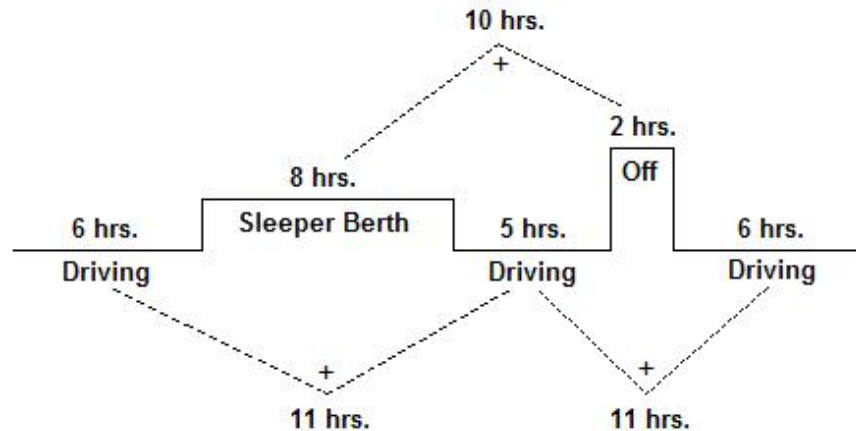 10 hrs.
+
2 hrs.
8 hrs.
Off
6 hrs.
Sleeper Berth
5 hrs.
6 hrs.
Driving
Driving
Driving
+
+
11 hrs.
11 hrs.